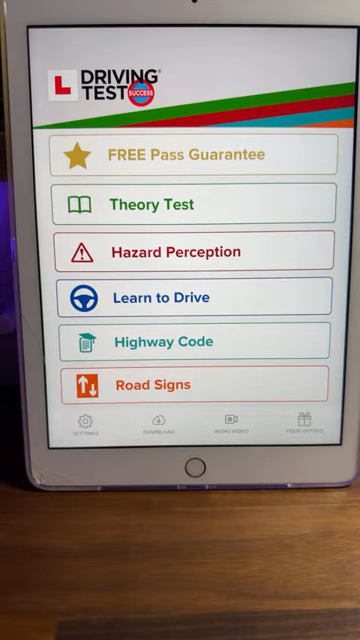 L DRIVING®
TEST SUCCESS
FREE Pass Guarantee
Theory Test
Hazard Perception
Learn to Drive
Highway Code
Road Signs
SETTINGS DOWNLOAD INTRO VIDEO YOUR OFFERS